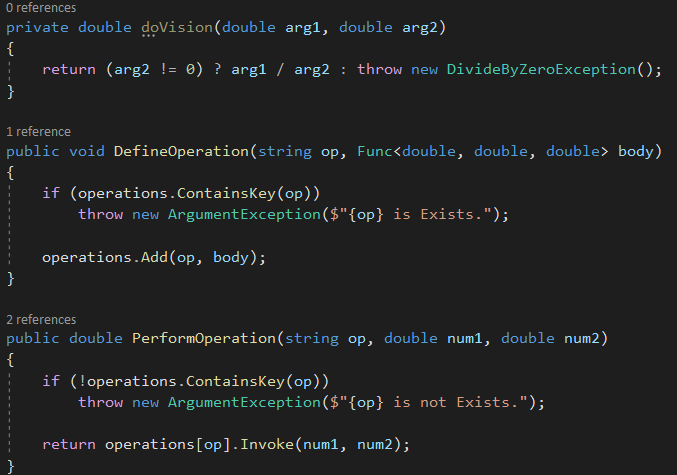 0 references
private double doVision(double arg1, double arg2)
{
return (arg2 != 0) ? arg1 / arg2 : throw new DivideByZeroException();
}
1 reference
public void DefineOperation(string op, Func<double, double, double> body)
{
if (operations.ContainsKey(op))
throw new ArgumentException($"{op} is Exists.");
operations.Add(op, body);
}
2 references
public double PerformOperation(string op, double num1, double num2)
{
if (!operations.ContainsKey(op))
throw new ArgumentException($"{op} is not Exists.");
return operations[op].Invoke(num1, num2);
}